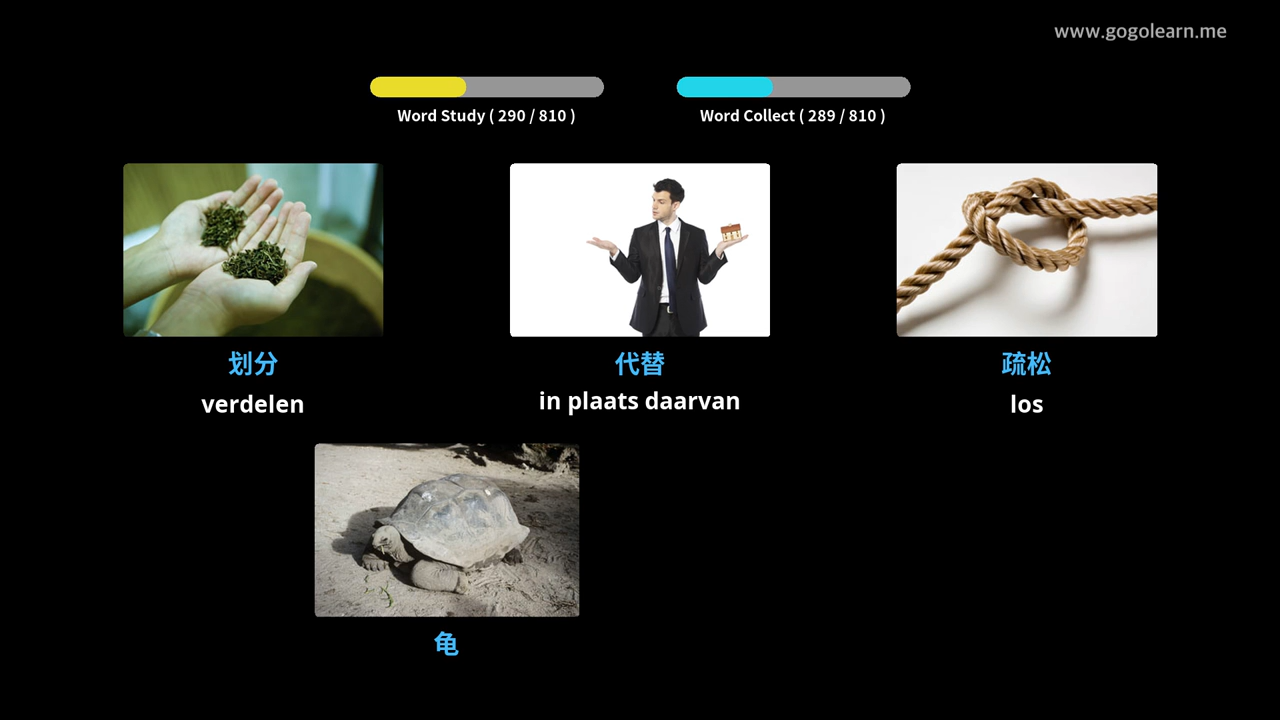 www.gogolearn.me
Word Study ( 290 / 810 )
Word Collect ( 289 / 810 )
划分
verdelen
代替
in plaats daarvan
疏松
los
龟